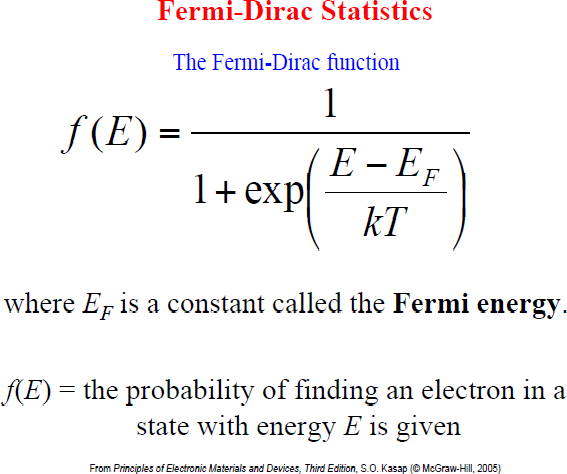 Fermi-Dirac Statistics
The Fermi-Dirac function
f(E) = 1 / (1 + exp((E − E_F) / kT))
where E_F is a constant called the Fermi energy.
f(E) = the probability of finding an electron in a
state with energy E is given
From Principles of Electronic Materials and Devices, Third Edition, S.O. Kasap (© McGraw-Hill, 2005)